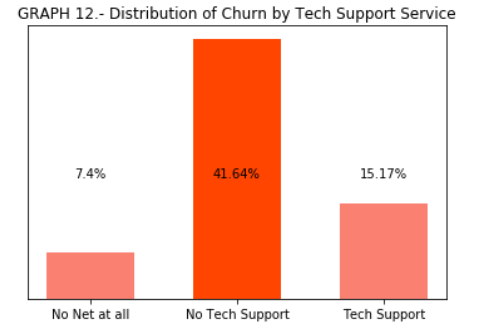 GRAPH 12.- Distribution of Churn by Tech Support Service
7.4%
41.64%
15.17%
No Net at all
No Tech Support
Tech Support